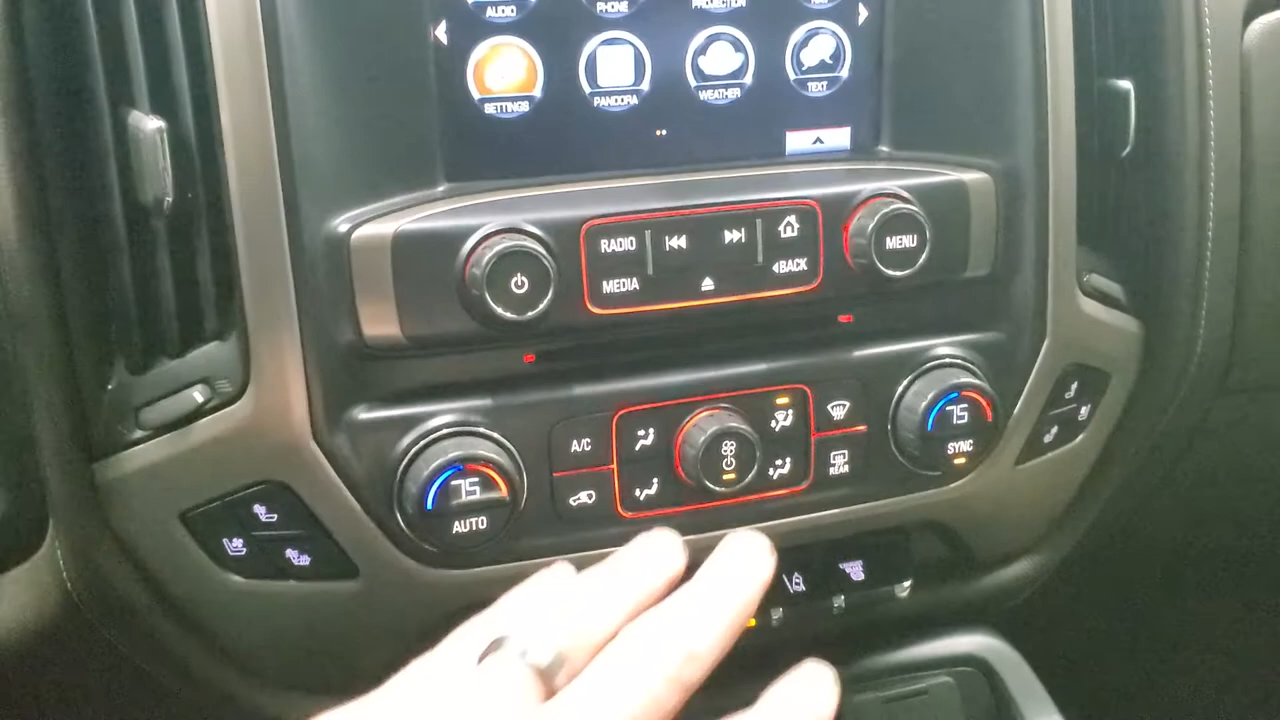 AUDIO
PHONE
PROJECTION
SETTINGS
PANDORA
WEATHER
TEXT
RADIO
MEDIA
BACK
MENU
A/C
75
AUTO
REAR
75
SYNC